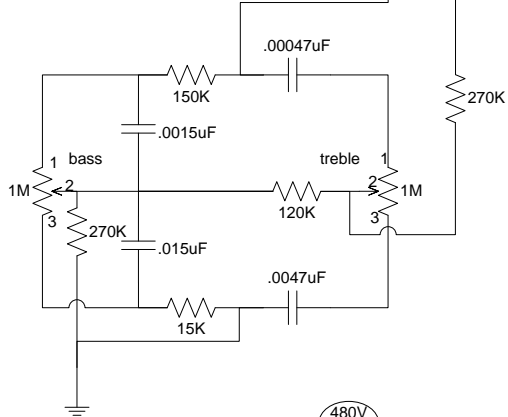 .00047uF
150K
270K
.0015uF
1
bass
treble
1
1M
2
2
1M
120K
3
3
270K
.015uF
.0047uF
15K
480V